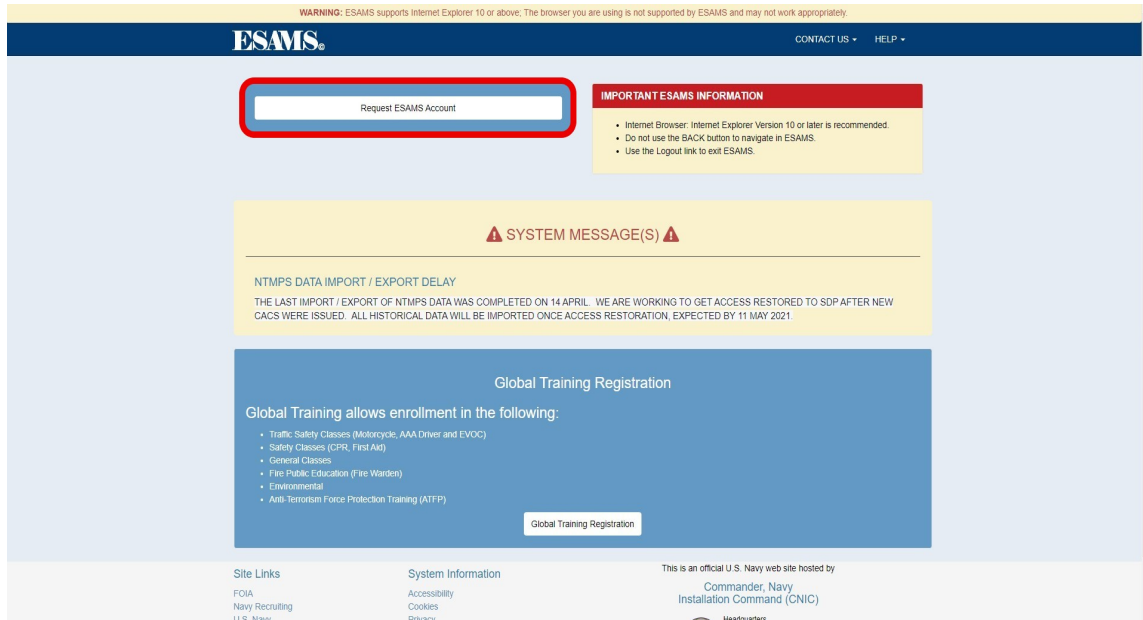 WARNING: ESAMS supports Internet Explorer 10 or above; The browser you are using is not supported by ESAMS and may not work appropriately.
ESAMS©
CONTACT US
HELP
Request ESAMS Account
IMPORTANT ESAMS INFORMATION
• Internet Browser: Internet Explorer Version 10 or later is recommended.
• Do not use the BACK button to navigate in ESAMS.
• Use the Logout link to exit ESAMS.
SYSTEM MESSAGE(S)
NTMPS DATA IMPORT / EXPORT DELAY
THE LAST IMPORT / EXPORT OF NTMPS DATA WAS COMPLETED ON 14 APRIL. WE ARE WORKING TO GET ACCESS RESTORED TO SDP AFTER NEW
CACS WERE ISSUED. ALL HISTORICAL DATA WILL BE IMPORTED ONCE ACCESS RESTORATION, EXPECTED BY 11 MAY 2021.
Global Training Registration
Global Training allows enrollment in the following:
• Traffic Safety Classes (Motorcycle, AAA Driver and EVOC)
• Safety Classes (CPR, First Aid)
• General Classes
• Fire Public Education (Fire Warden)
• Environmental
• Anti-Terrorism Force Protection Training (ATFP)
Global Training Registration
Site Links
FOIA
Navy Recruiting
U.S. Navy
System Information
Accessibility
Cookies
Privacy
This is an official U.S. Navy web site hosted by
Commander, Navy
Installation Command (CNIC)
Headquarters